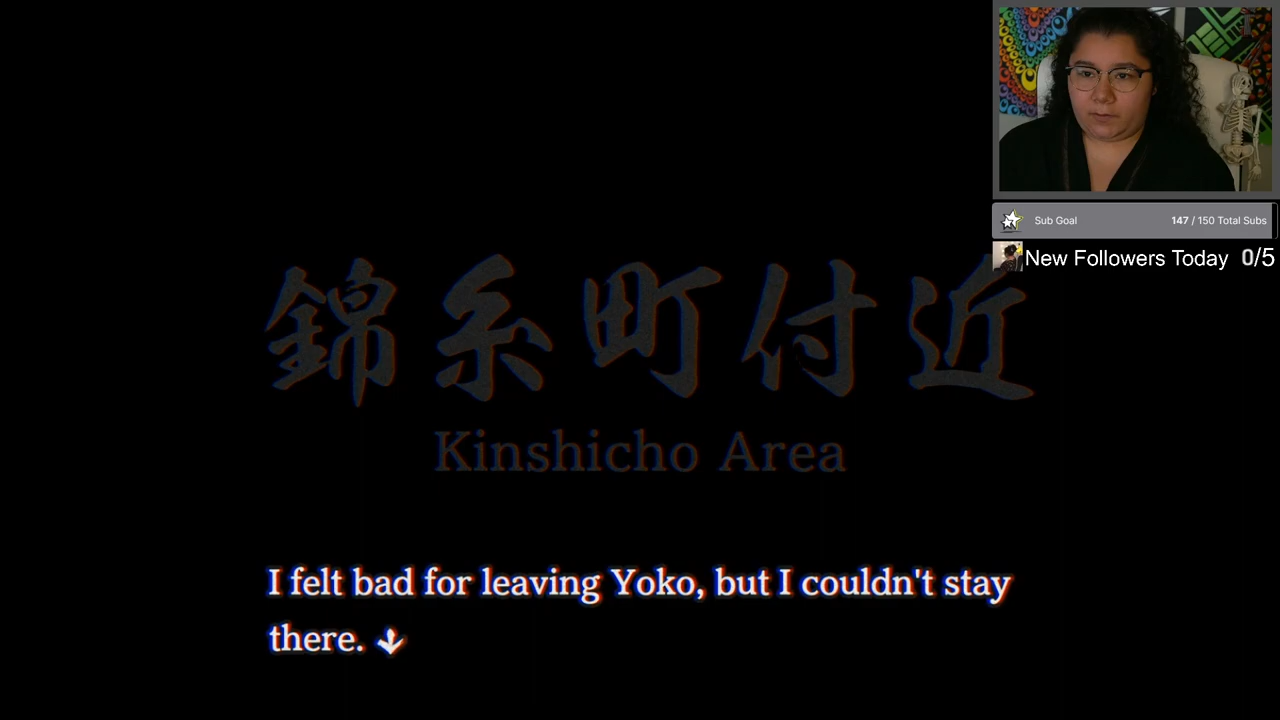 Sub Goal 147 / 150 Total Subs
New Followers Today 0/5
錦糸町付近
Kinshicho Area
I felt bad for leaving Yoko, but I couldn't stay
there.